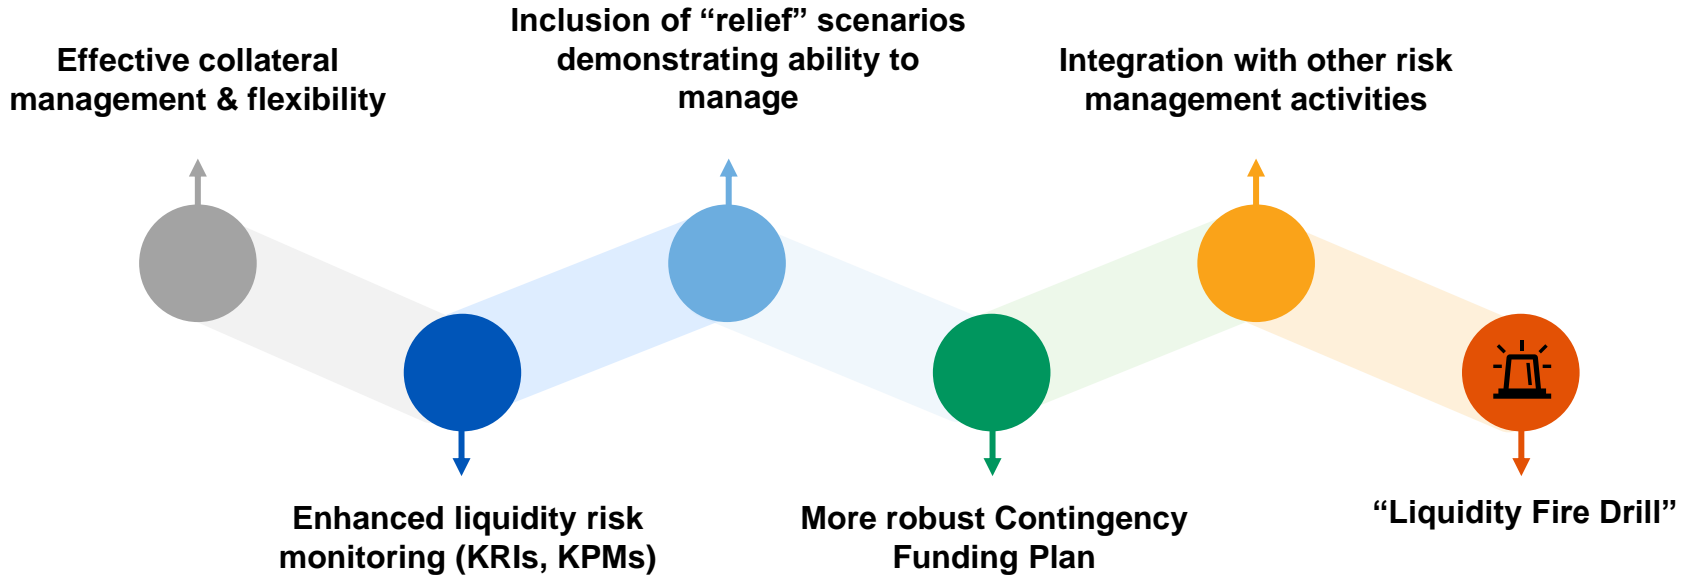 Effective collateral
management & flexibility
Enhanced liquidity risk
monitoring (KRIs, KPMs)
Inclusion of “relief” scenarios
demonstrating ability to
manage
More robust Contingency
Funding Plan
Integration with other risk
management activities
“Liquidity Fire Drill”